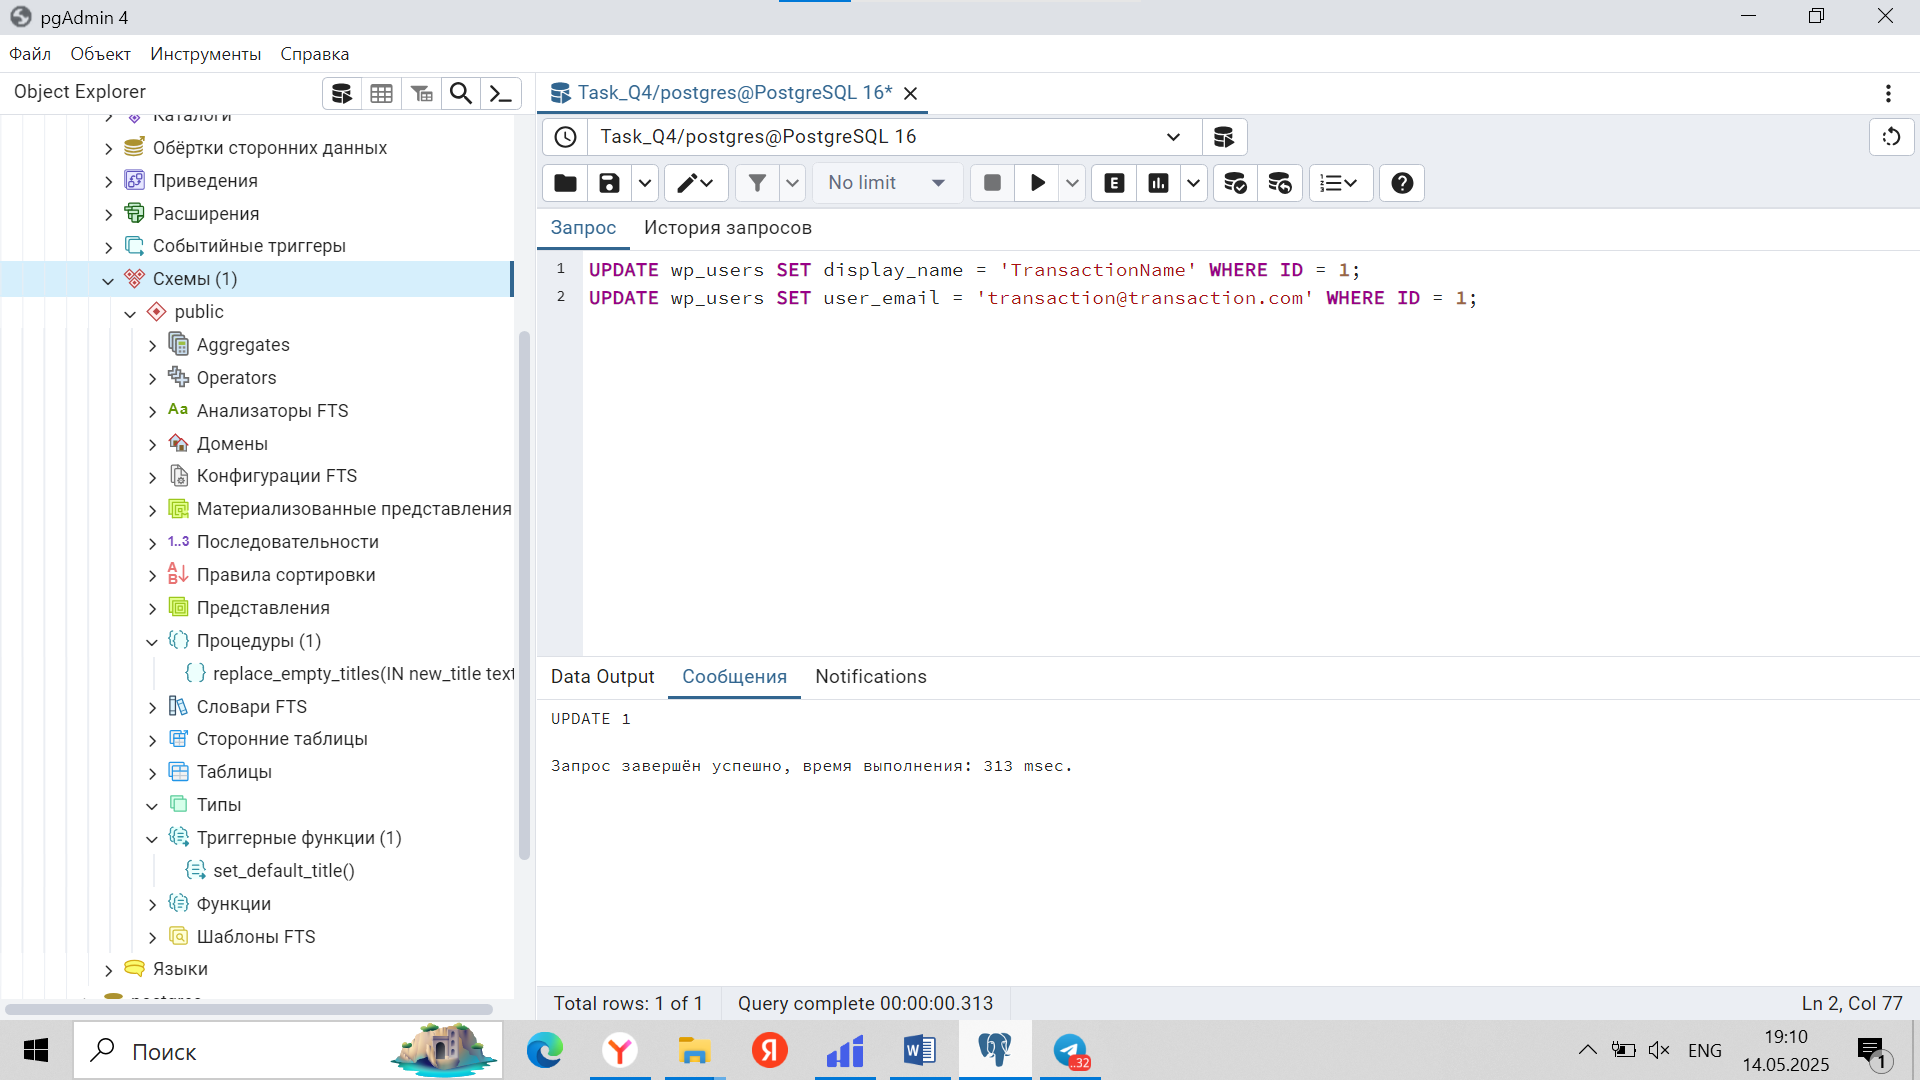 pgAdmin 4
Файл Объект Инструменты Справка
Object Explorer
Каталоги
Обёртки сторонних данных
Приведения
Расширения
Событийные триггеры
Схемы (1)
public
Aggregates
Operators
Анализаторы FTS
Домены
Конфигурации FTS
Материализованные представления
Последовательности
Правила сортировки
Представления
Процедуры (1)
replace_empty_titles(IN new_title text
Словари FTS
Сторонние таблицы
Таблицы
Типы
Триггерные функции (1)
set_default_title()
Функции
Шаблоны FTS
Языки
postgres
Task_Q4/postgres@PostgreSQL 16*
Task_Q4/postgres@PostgreSQL 16
No limit
Запрос История запросов
1 UPDATE wp_users SET display_name = 'TransactionName' WHERE ID = 1;
2 UPDATE wp_users SET user_email = 'transaction@transaction.com' WHERE ID = 1;
Data Output Сообщения Notifications
UPDATE 1
Запрос завершён успешно, время выполнения: 313 msec.
Total rows: 1 of 1 Query complete 00:00:00.313 Ln 2, Col 77
Поиск
..32
ENG
19:10
14.05.2025
1